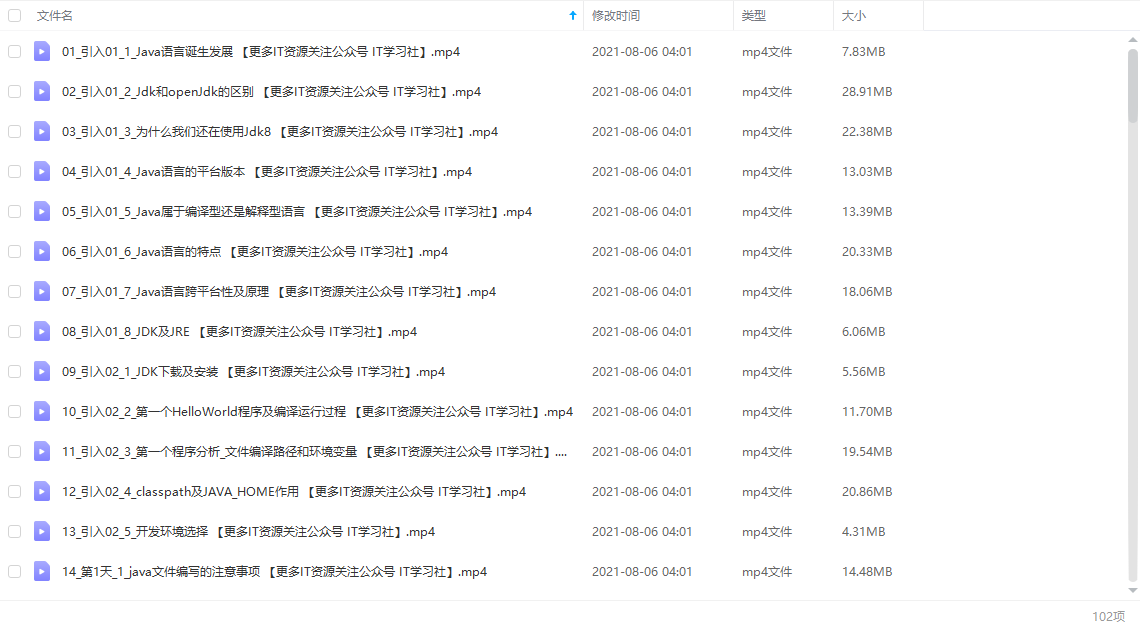 文件名 修改时间 类型 大小
01_引入01_1_Java语言诞生发展 【更多IT资源关注公众号 IT学习社】.mp4 2021-08-06 04:01 mp4文件 7.83MB
02_引入01_2_Jdk和openJdk的区别 【更多IT资源关注公众号 IT学习社】.mp4 2021-08-06 04:01 mp4文件 28.91MB
03_引入01_3_为什么我们还在使用Jdk8 【更多IT资源关注公众号 IT学习社】.mp4 2021-08-06 04:01 mp4文件 22.38MB
04_引入01_4_Java语言的平台版本 【更多IT资源关注公众号 IT学习社】.mp4 2021-08-06 04:01 mp4文件 13.03MB
05_引入01_5_Java属于编译型还是解释型语言 【更多IT资源关注公众号 IT学习社】.mp4 2021-08-06 04:01 mp4文件 13.39MB
06_引入01_6_Java语言的特点 【更多IT资源关注公众号 IT学习社】.mp4 2021-08-06 04:01 mp4文件 20.33MB
07_引入01_7_Java语言跨平台性及原理 【更多IT资源关注公众号 IT学习社】.mp4 2021-08-06 04:01 mp4文件 18.06MB
08_引入01_8_JDK及JRE 【更多IT资源关注公众号 IT学习社】.mp4 2021-08-06 04:01 mp4文件 6.06MB
09_引入02_1_JDK下载及安装 【更多IT资源关注公众号 IT学习社】.mp4 2021-08-06 04:01 mp4文件 5.56MB
10_引入02_2_第一个HelloWorld程序及编译运行过程 【更多IT资源关注公众号 IT学习社】.mp4 2021-08-06 04:01 mp4文件 11.70MB
11_引入02_3_第一个程序分析_文件编译路径和环境变量 【更多IT资源关注公众号 IT学习社】.... 2021-08-06 04:01 mp4文件 19.54MB
12_引入02_4_classpath及JAVA_HOME作用 【更多IT资源关注公众号 IT学习社】.mp4 2021-08-06 04:01 mp4文件 20.86MB
13_引入02_5_开发环境选择 【更多IT资源关注公众号 IT学习社】.mp4 2021-08-06 04:01 mp4文件 4.31MB
14_第1天_1_java文件编写的注意事项 【更多IT资源关注公众号 IT学习社】.mp4 2021-08-06 04:01 mp4文件 14.48MB
102项